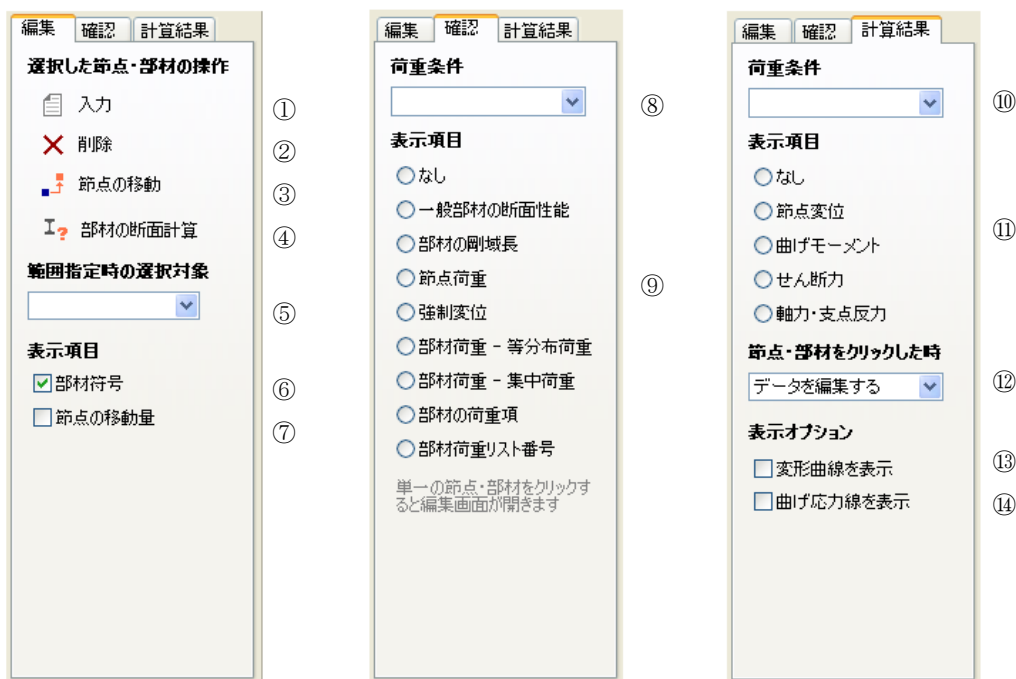 編集 確認 計算結果
選択した節点・部材の操作
入力 ①
削除 ②
節点の移動 ③
部材の断面計算 ④
範囲指定時の選択対象
⑤
表示項目
部材符号 ⑥
節点の移動量 ⑦
編集 確認 計算結果
荷重条件
⑧
表示項目
なし
一般部材の断面性能
部材の剛域長
節点荷重 ⑨
強制変位
部材荷重 - 等分布荷重
部材荷重 - 集中荷重
部材の荷重項
部材荷重リスト番号
単一の節点・部材をクリックす
ると編集画面が開きます
編集 確認 計算結果
荷重条件
⑩
表示項目
なし
節点変位
⑪
曲げモーメント
せん断力
軸力・支点反力
節点・部材をクリックした時
データを編集する ⑫
表示オプション
変形曲線を表示 ⑬
曲げ応力線を表示 ⑭